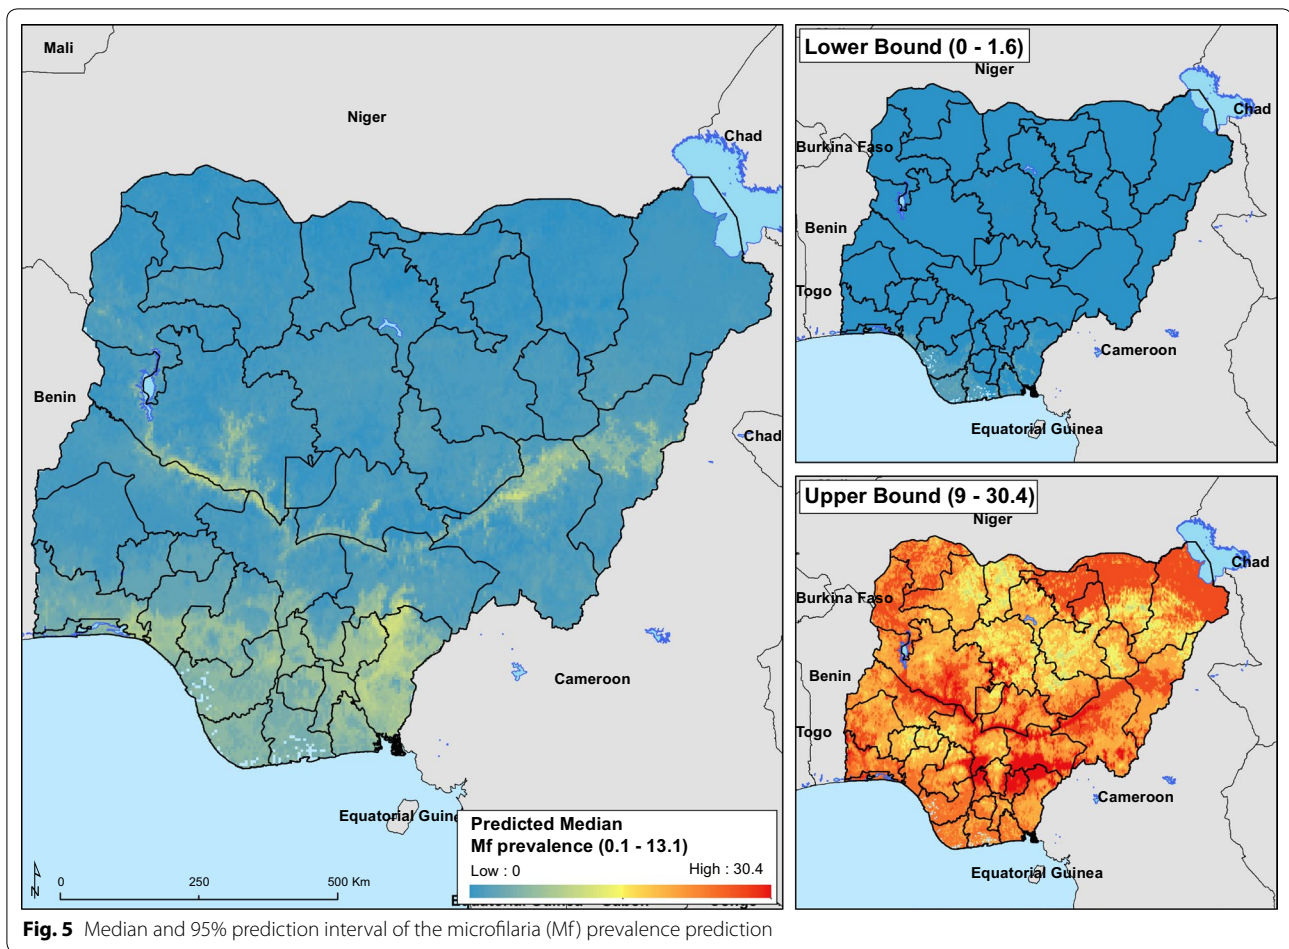 Mali
Niger
Chad
Benin
Chad
Cameroon
Equatorial Guine
Predicted Median
Mf prevalence (0.1 - 13.1)
Low : 0 High : 30.4
N
0 250 500 Km
Lower Bound (0 - 1.6)
Niger
Chad
Burkina Faso
Benin
Togo
Cameroon
Equatorial Guinea
Upper Bound (9 - 30.4)
Niger
Chad
Burkina Faso
Benin
Togo
Cameroon
Equatorial Guinea
Fig. 5 Median and 95% prediction interval of the microfilaria (Mf) prevalence prediction